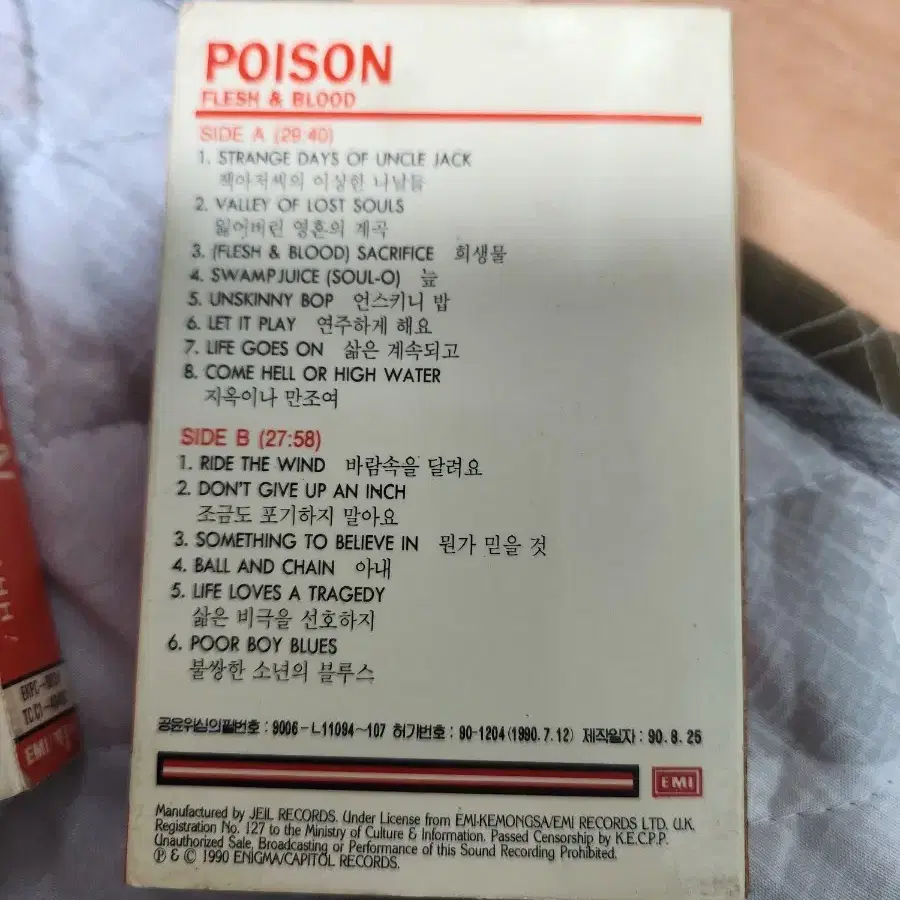 POISON
FLESH & BLOOD
SIDE A (29:40)
1. STRANGE DAYS OF UNCLE JACK
잭아저씨의 이상한 나날들
2. VALLEY OF LOST SOULS
잃어버린 영혼의 계곡
3. (FLESH & BLOOD) SACRIFICE 희생물
4. SWAMP JUICE (SOUL-O) 늪
5. UNSKINNY BOP 언스키니 밥
6. LET IT PLAY 연주하게 해요
7. LIFE GOES ON 삶은 계속되고
8. COME HELL OR HIGH WATER
지옥이나 만조여
SIDE B (27:58)
1. RIDE THE WIND 바람속을 달려요
2. DON'T GIVE UP AN INCH
조금도 포기하지 말아요
3. SOMETHING TO BELIEVE IN 뭔가 믿을 것
4. BALL AND CHAIN 아내
5. LIFE LOVES A TRAGEDY
삶은 비극을 선호하지
6. POOR BOY BLUES
불쌍한 소년의 블루스
공윤위심의필번호 : 9006-L11094~107 허가번호 : 90-1204 (1990.7.12) 제작일자 : 90.8.25
EMI
Manufactured by JEIL RECORDS. Under License from EMI-KEMONGSA/EMI RECORDS LTD. U.K.
Registration No. 127 to the Ministry of Culture & Information. Passed Censorship by K.E.C.P.P.
Unauthorized Sale, Broadcasting or Performance of this Sound Recording Prohibited.
Ⓟ & © 1990 ENIGMA/CAPITOL RECORDS.
EKPC-
TC.C1-
EMI